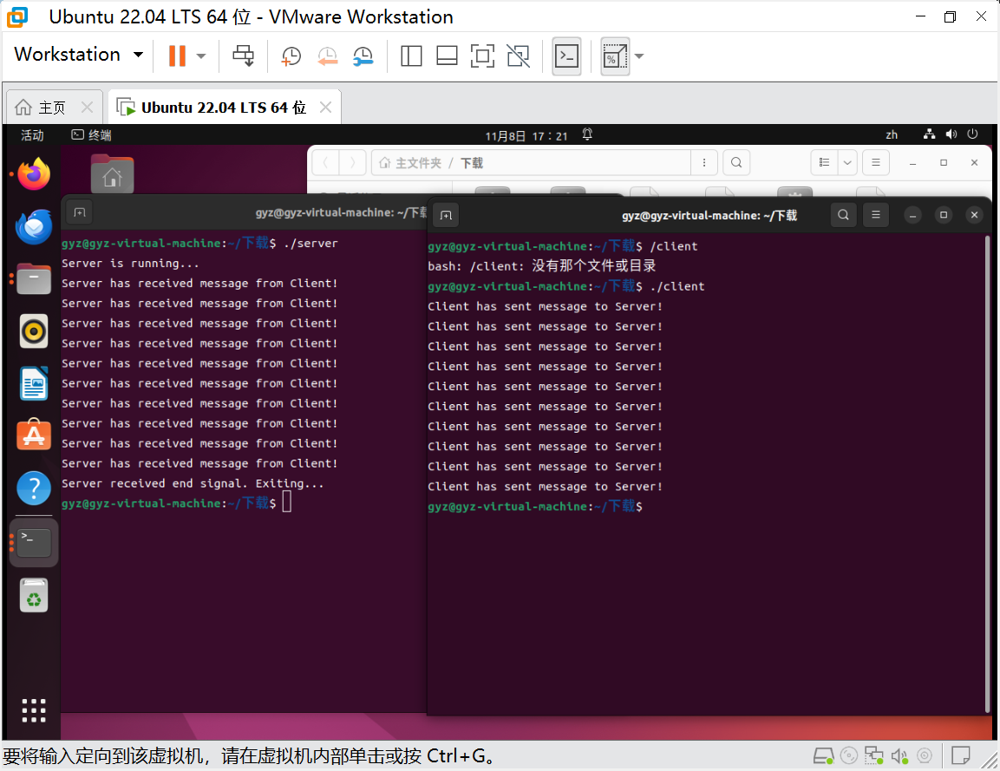 Ubuntu 22.04 LTS 64 位 - VMware Workstation
Workstation
主页
Ubuntu 22.04 LTS 64 位
活动
终端
11月8日 17：21
zh
主文件夹 / 下载
gyz@gyz-virtual-machine: ~/下载
gyz@gyz-virtual-machine:~/下载$ ./server
Server is running...
Server has received message from Client!
Server has received message from Client!
Server has received message from Client!
Server has received message from Client!
Server has received message from Client!
Server has received message from Client!
Server has received message from Client!
Server has received message from Client!
Server has received message from Client!
Server has received message from Client!
Server received end signal. Exiting...
gyz@gyz-virtual-machine:~/下载$
gyz@gyz-virtual-machine: ~/下载
gyz@gyz-virtual-machine:~/下载$ /client
bash: /client: 没有那个文件或目录
gyz@gyz-virtual-machine:~/下载$ ./client
Client has sent message to Server!
Client has sent message to Server!
Client has sent message to Server!
Client has sent message to Server!
Client has sent message to Server!
Client has sent message to Server!
Client has sent message to Server!
Client has sent message to Server!
Client has sent message to Server!
Client has sent message to Server!
gyz@gyz-virtual-machine:~/下载$
要将输入定向到该虚拟机，请在虚拟机内部单击或按 Ctrl+G。